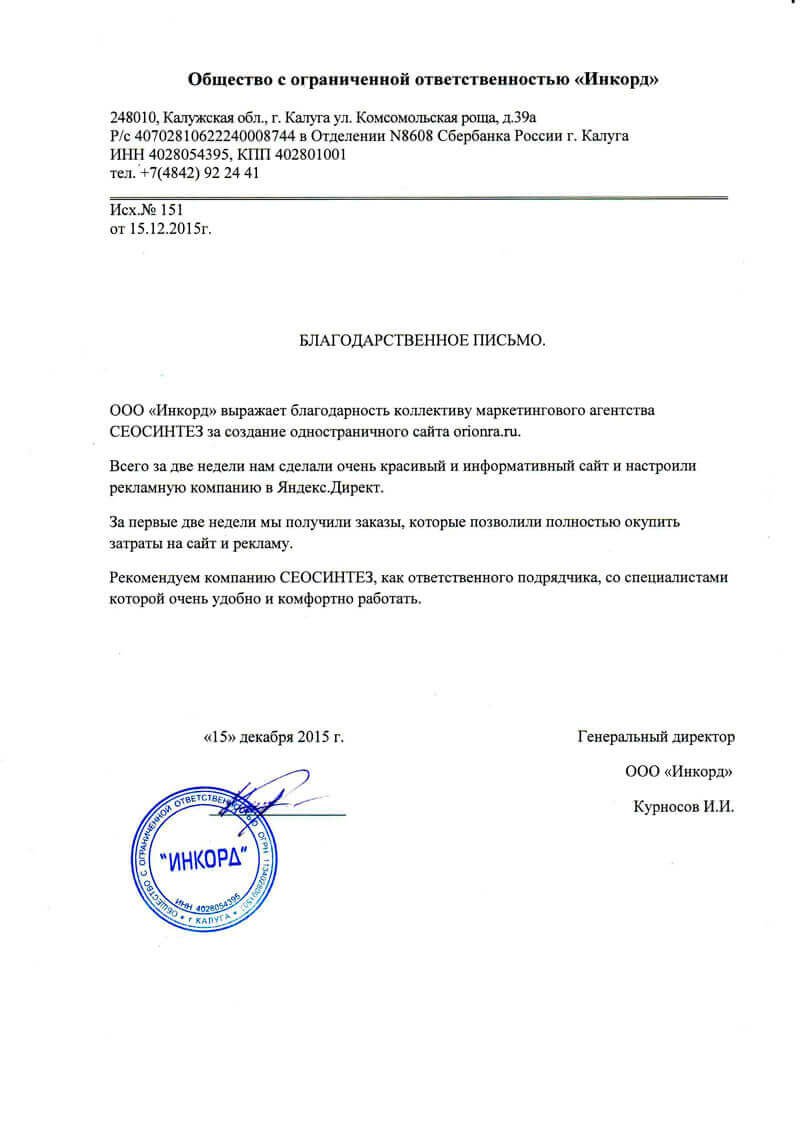 Общество с ограниченной ответственностью «Инкорд»
248010, Калужская обл., г. Калуга ул. Комсомольская роща, д.39а
Р/с 40702810622240008744 в Отделении N8608 Сбербанка России г. Калуга
ИНН 4028054395, КПП 402801001
тел. +7(4842) 92 24 41
Исх.№ 151
от 15.12.2015г.
БЛАГОДАРСТВЕННОЕ ПИСЬМО.
ООО «Инкорд» выражает благодарность коллективу маркетингового агентства
СЕОСИНТЕЗ за создание одностраничного сайта orionra.ru.
Всего за две недели нам сделали очень красивый и информативный сайт и настроили
рекламную компанию в Яндекс.Директ.
За первые две недели мы получили заказы, которые позволили полностью окупить
затраты на сайт и рекламу.
Рекомендуем компанию СЕОСИНТЕЗ, как ответственного подрядчика, со специалистами
которой очень удобно и комфортно работать.
«15» декабря 2015 г.
Генеральный директор
ООО «Инкорд»
Курносов И.И.
ОБЩЕСТВО С ОГРАНИЧЕННОЙ ОТВЕТСТВЕННОСТЬЮ ОГРН
"ИНКОРД"
ИНН 4028054395
г КАЛУГА